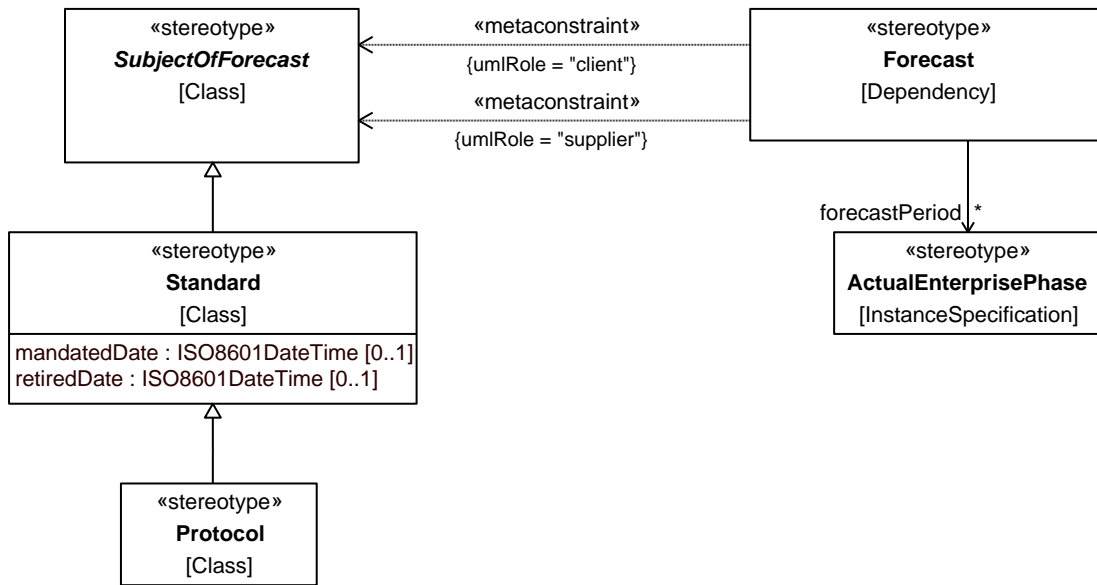 «stereotype»
SubjectOfForecast
[Class]
«metaconstraint»
{umlRole = "client"}
«metaconstraint»
{umlRole = "supplier"}
«stereotype»
Forecast
[Dependency]
forecastPeriod *
«stereotype»
Standard
[Class]
mandatedDate : ISO8601DateTime [0..1]
retiredDate : ISO8601DateTime [0..1]
«stereotype»
ActualEnterprisePhase
[InstanceSpecification]
«stereotype»
Protocol
[Class]